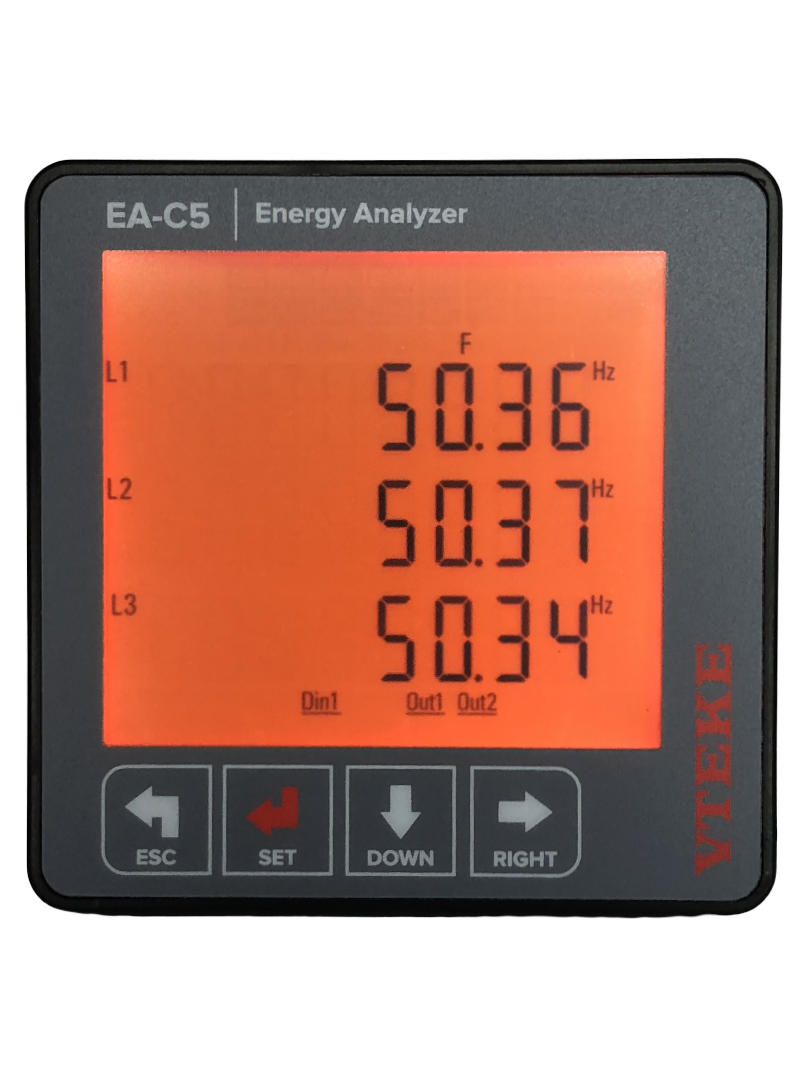 EA-C5 | Energy Analyzer
F
L1 50.36 Hz
L2 50.37 Hz
L3 50.34 Hz
Din1 Out1 Out2
VTEKE
ESC SET DOWN RIGHT